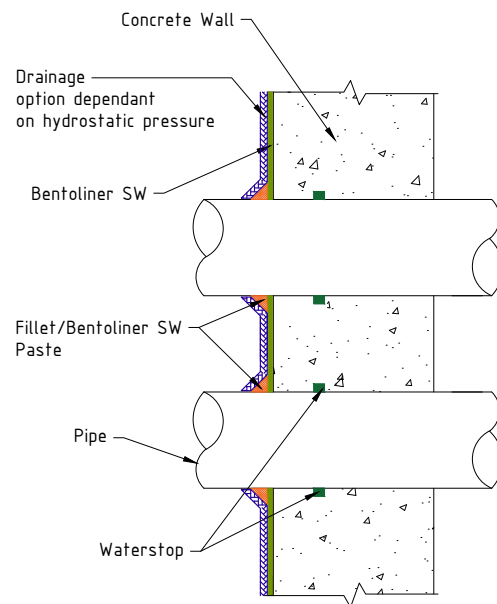 Concrete Wall
Drainage
option dependant
on hydrostatic pressure
Bentoliner SW
Fillet/Bentoliner SW
Paste
Pipe
Waterstop